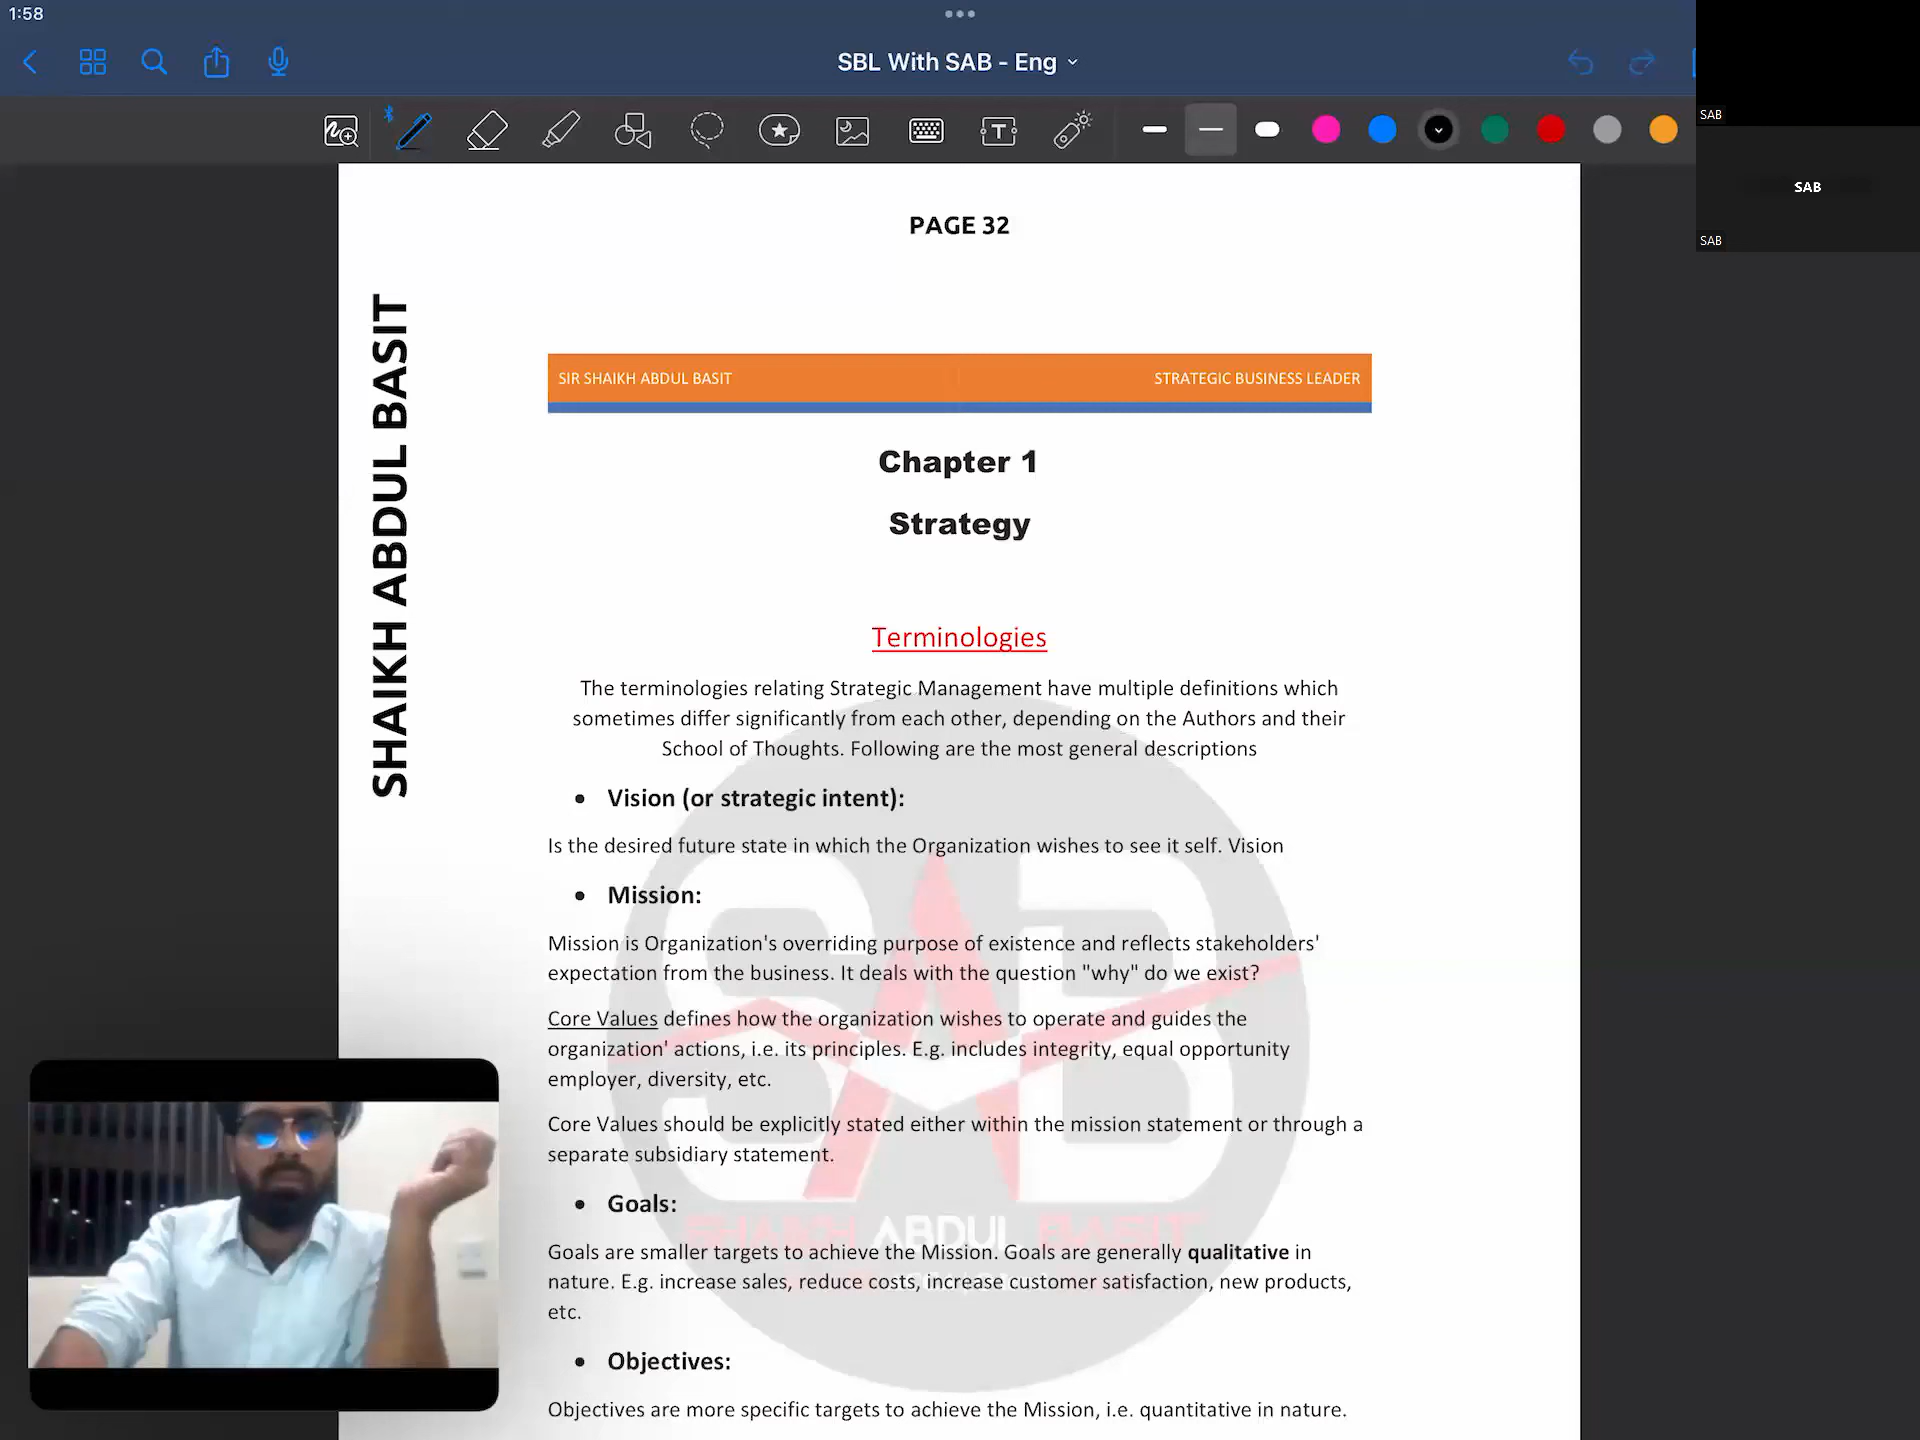 1:58
SBL With SAB - Eng
SAB
SAB
SAB
PAGE 32
SHAIKH ABDUL BASIT
SIR SHAIKH ABDUL BASIT
STRATEGIC BUSINESS LEADER
Chapter 1
Strategy
Terminologies
The terminologies relating Strategic Management have multiple definitions which
sometimes differ significantly from each other, depending on the Authors and their
School of Thoughts. Following are the most general descriptions
• Vision (or strategic intent):
Is the desired future state in which the Organization wishes to see it self. Vision
• Mission:
Mission is Organization's overriding purpose of existence and reflects stakeholders'
expectation from the business. It deals with the question "why" do we exist?
Core Values defines how the organization wishes to operate and guides the
organization' actions, i.e. its principles. E.g. includes integrity, equal opportunity
employer, diversity, etc.
Core Values should be explicitly stated either within the mission statement or through a
separate subsidiary statement.
• Goals:
SHAIKH ABDUL BASIT
Goals are smaller targets to achieve the Mission. Goals are generally qualitative in
nature. E.g. increase sales, reduce costs, increase customer satisfaction, new products,
etc.
• Objectives:
Objectives are more specific targets to achieve the Mission, i.e. quantitative in nature.